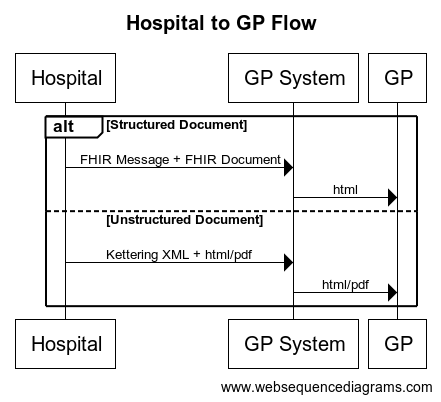 Hospital to GP Flow
Hospital GP System GP
alt [Structured Document]
FHIR Message + FHIR Document
html
[Unstructured Document]
Kettering XML + html/pdf
html/pdf
Hospital GP System GP
www.websequencediagrams.com